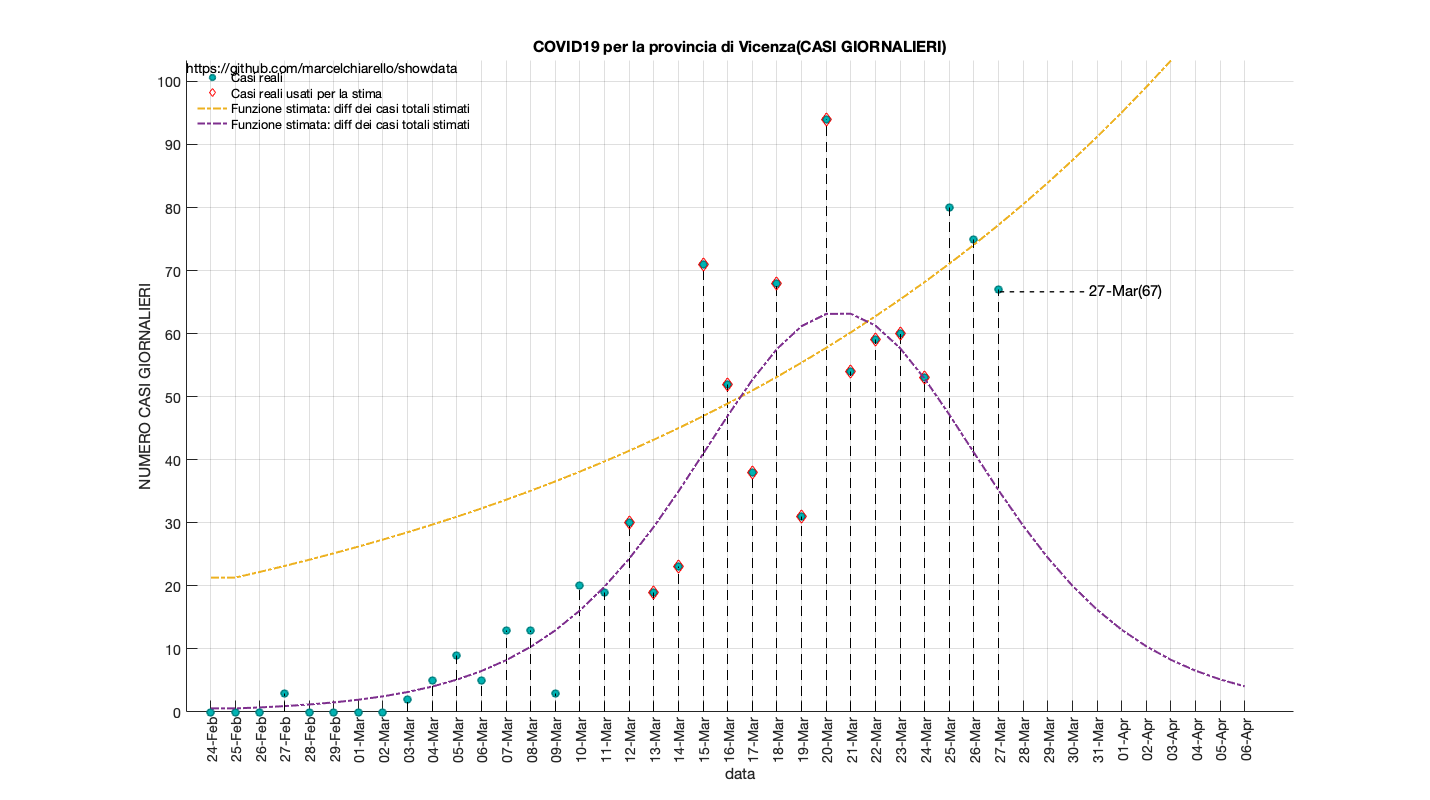 COVID19 per la provincia di Vicenza(CASI GIORNALIERI)
https://github.com/marcelchiarello/showdata
Casi reali
Casi reali usati per la stima
Funzione stimata: diff dei casi totali stimati
Funzione stimata: diff dei casi totali stimati
NUMERO CASI GIORNALIERI
100
90
80
70
60
50
40
30
20
10
0
27-Mar(67)
24-Feb
25-Feb
26-Feb
27-Feb
28-Feb
29-Feb
01-Mar
02-Mar
03-Mar
04-Mar
05-Mar
06-Mar
07-Mar
08-Mar
09-Mar
10-Mar
11-Mar
12-Mar
13-Mar
14-Mar
15-Mar
16-Mar
17-Mar
18-Mar
19-Mar
20-Mar
21-Mar
22-Mar
23-Mar
24-Mar
25-Mar
26-Mar
27-Mar
28-Mar
29-Mar
30-Mar
31-Mar
01-Apr
02-Apr
03-Apr
04-Apr
05-Apr
06-Apr
data